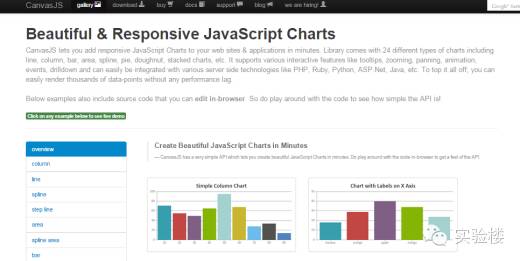 CanvasJS gallery download buy docs support blog we are hiring!
Beautiful & Responsive JavaScript Charts
CanvasJS lets you add responsive JavaScript Charts to your web sites & applications in minutes. Library comes with 24 different types of charts including
line, column, bar, area, spline, pie, doughnut, stacked charts, etc. It supports various interactive features like tooltips, zooming, panning, animation,
events, drilldown and can easily be integrated with various server side technologies like PHP, Ruby, Python, ASP.Net, Java, etc. To top it all off, you can
easily render thousands of data-points without any performance lag.
Below examples also include source code that you can edit in-browser So do play around with the code to see how simple the API is!
Click on any example below to see live demo
overview
column
line
spline
step line
area
spline area
bar
Create Beautiful JavaScript Charts in Minutes
— CanvasJS has a very simple API which lets you create beautiful JavaScript Charts in minutes. Do play around with the code in-browser to get a feel of the API.
Simple Column Chart
Chart with Labels on X Axis
实验楼